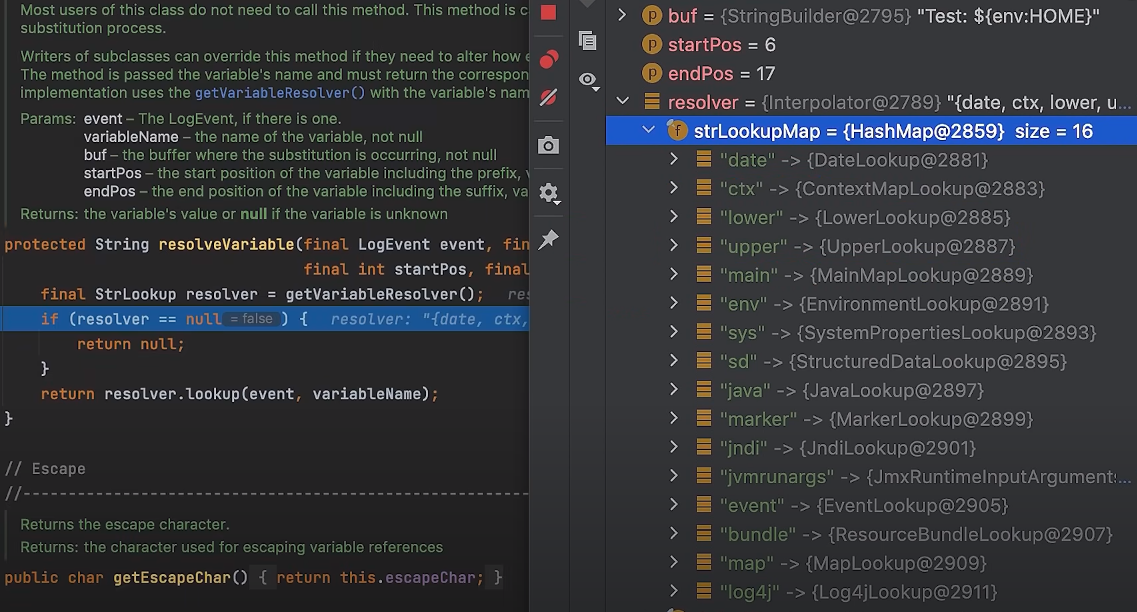 Most users of this class do not need to call this method. This method is c
substitution process.
Writers of subclasses can override this method if they need to alter how e
The method is passed the variable's name and must return the correspon
implementation uses the getVariableResolver() with the variable's nam
Params: event – The LogEvent, if there is one.
variableName – the name of the variable, not null
buf – the buffer where the substitution is occurring, not null
startPos – the start position of the variable including the prefix, v
endPos – the end position of the variable including the suffix, va
Returns: the variable's value or null if the variable is unknown
protected String resolveVariable(final LogEvent event, fin
final int startPos, final
final StrLookup resolver = getVariableResolver(); res
if (resolver == null = false ) { resolver: "{date, ctx,
return null;
}
return resolver.lookup(event, variableName);
}
// Escape
//-------------------------------------------------------
Returns the escape character.
Returns: the character used for escaping variable references
public char getEscapeChar() { return this.escapeChar; }
buf = {StringBuilder@2795} "Test: ${env:HOME}"
startPos = 6
endPos = 17
resolver = {Interpolator@2789} "{date, ctx, lower, u...
strLookupMap = {HashMap@2859} size = 16
"date" -> {DateLookup@2881}
"ctx" -> {ContextMapLookup@2883}
"lower" -> {LowerLookup@2885}
"upper" -> {UpperLookup@2887}
"main" -> {MainMapLookup@2889}
"env" -> {EnvironmentLookup@2891}
"sys" -> {SystemPropertiesLookup@2893}
"sd" -> {StructuredDataLookup@2895}
"java" -> {JavaLookup@2897}
"marker" -> {MarkerLookup@2899}
"jndi" -> {JndiLookup@2901}
"jvmrunargs" -> {JmxRuntimeInputArguments...
"event" -> {EventLookup@2905}
"bundle" -> {ResourceBundleLookup@2907}
"map" -> {MapLookup@2909}
"log4j" -> {Log4jLookup@2911}